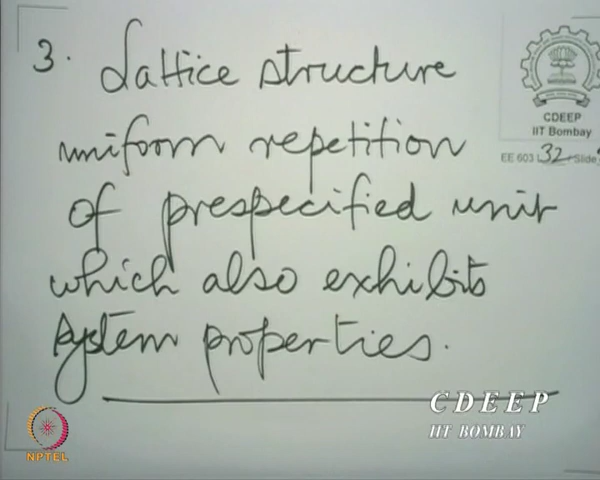 3. Lattice structure
uniform repetition
of prespecified unit
which also exhibits
system properties.
CDEEP
IIT Bombay
EE 603 L 32 / Slide
CDEEP
IIT BOMBAY
NPTEL